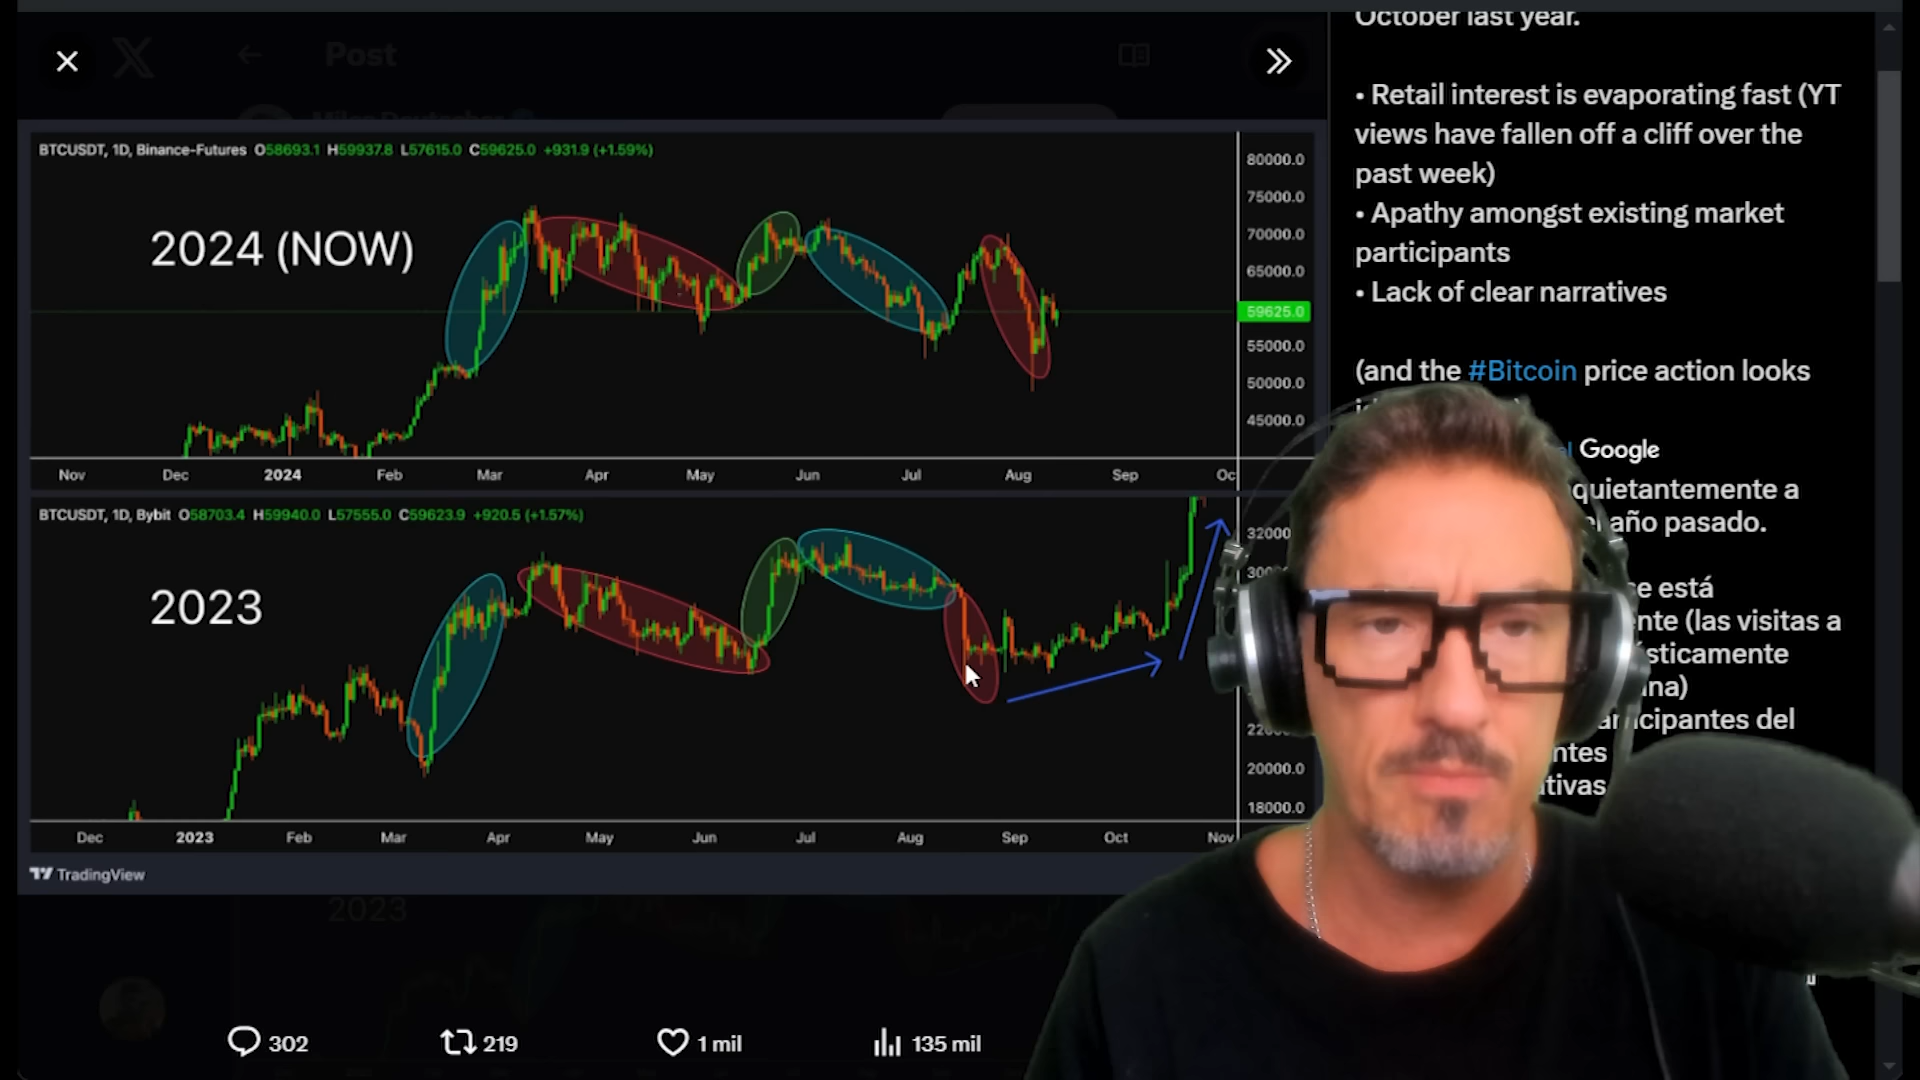 Post
BTCUSDT, 1D, Binance-Futures O58693.1 H59937.8 L57615.0 C59625.0 +931.9 (+1.59%)
2024 (NOW)
80000.0
75000.0
70000.0
65000.0
59625.0
55000.0
50000.0
45000.0
Nov Dec 2024 Feb Mar Apr May Jun Jul Aug Sep Oc
BTCUSDT, 1D, Bybit O58703.4 H59940.0 L57555.0 C59623.9 +920.5 (+1.57%)
2023
32000.0
20000.0
18000.0
Dec 2023 Feb Mar Apr May Jun Jul Aug Sep Oct Nov
TradingView
2023
302 219 1 mil 135 mil
October last year.
• Retail interest is evaporating fast (YT
views have fallen off a cliff over the
past week)
• Apathy amongst existing market
participants
• Lack of clear narratives
(and the #Bitcoin price action looks
Google
quietantemente a
año pasado.
se está
nte (las visitas a
sticamente
na)
ticipantes del
ntes
tivas